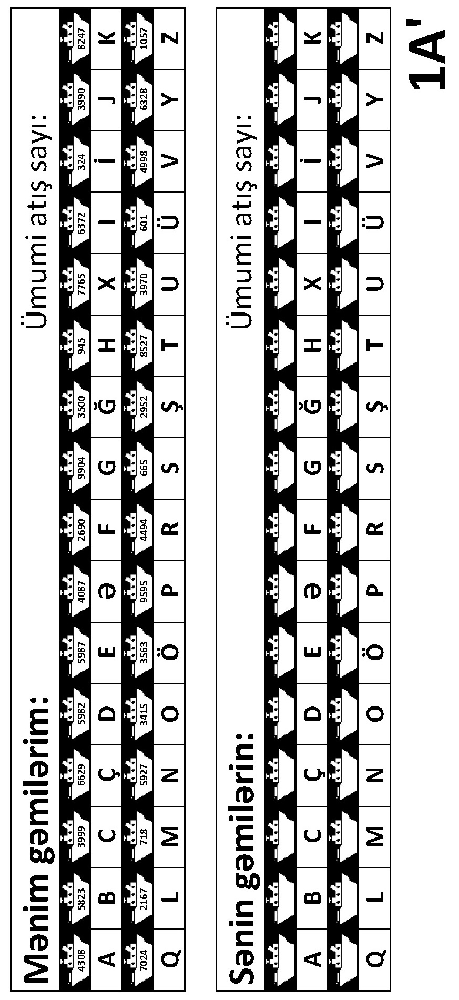 Mənim gəmilərim: Ümumi atış sayı:
4308 5823 3999 6629 5982 5987 4087 2690 9904 3500 945 7765 6372 324 3990 8247
A B C Ç D E Ə F G Ğ H X I İ J K
7024 2167 718 5927 3415 3563 9595 4494 665 2952 8527 3970 601 4998 6328 1057
Q L M N O Ö P R S Ş T U Ü V Y Z
Sənin gəmilərin: Ümumi atış sayı:
A B C Ç D E Ə F G Ğ H X I İ J K
Q L M N O Ö P R S Ş T U Ü V Y Z
1A'